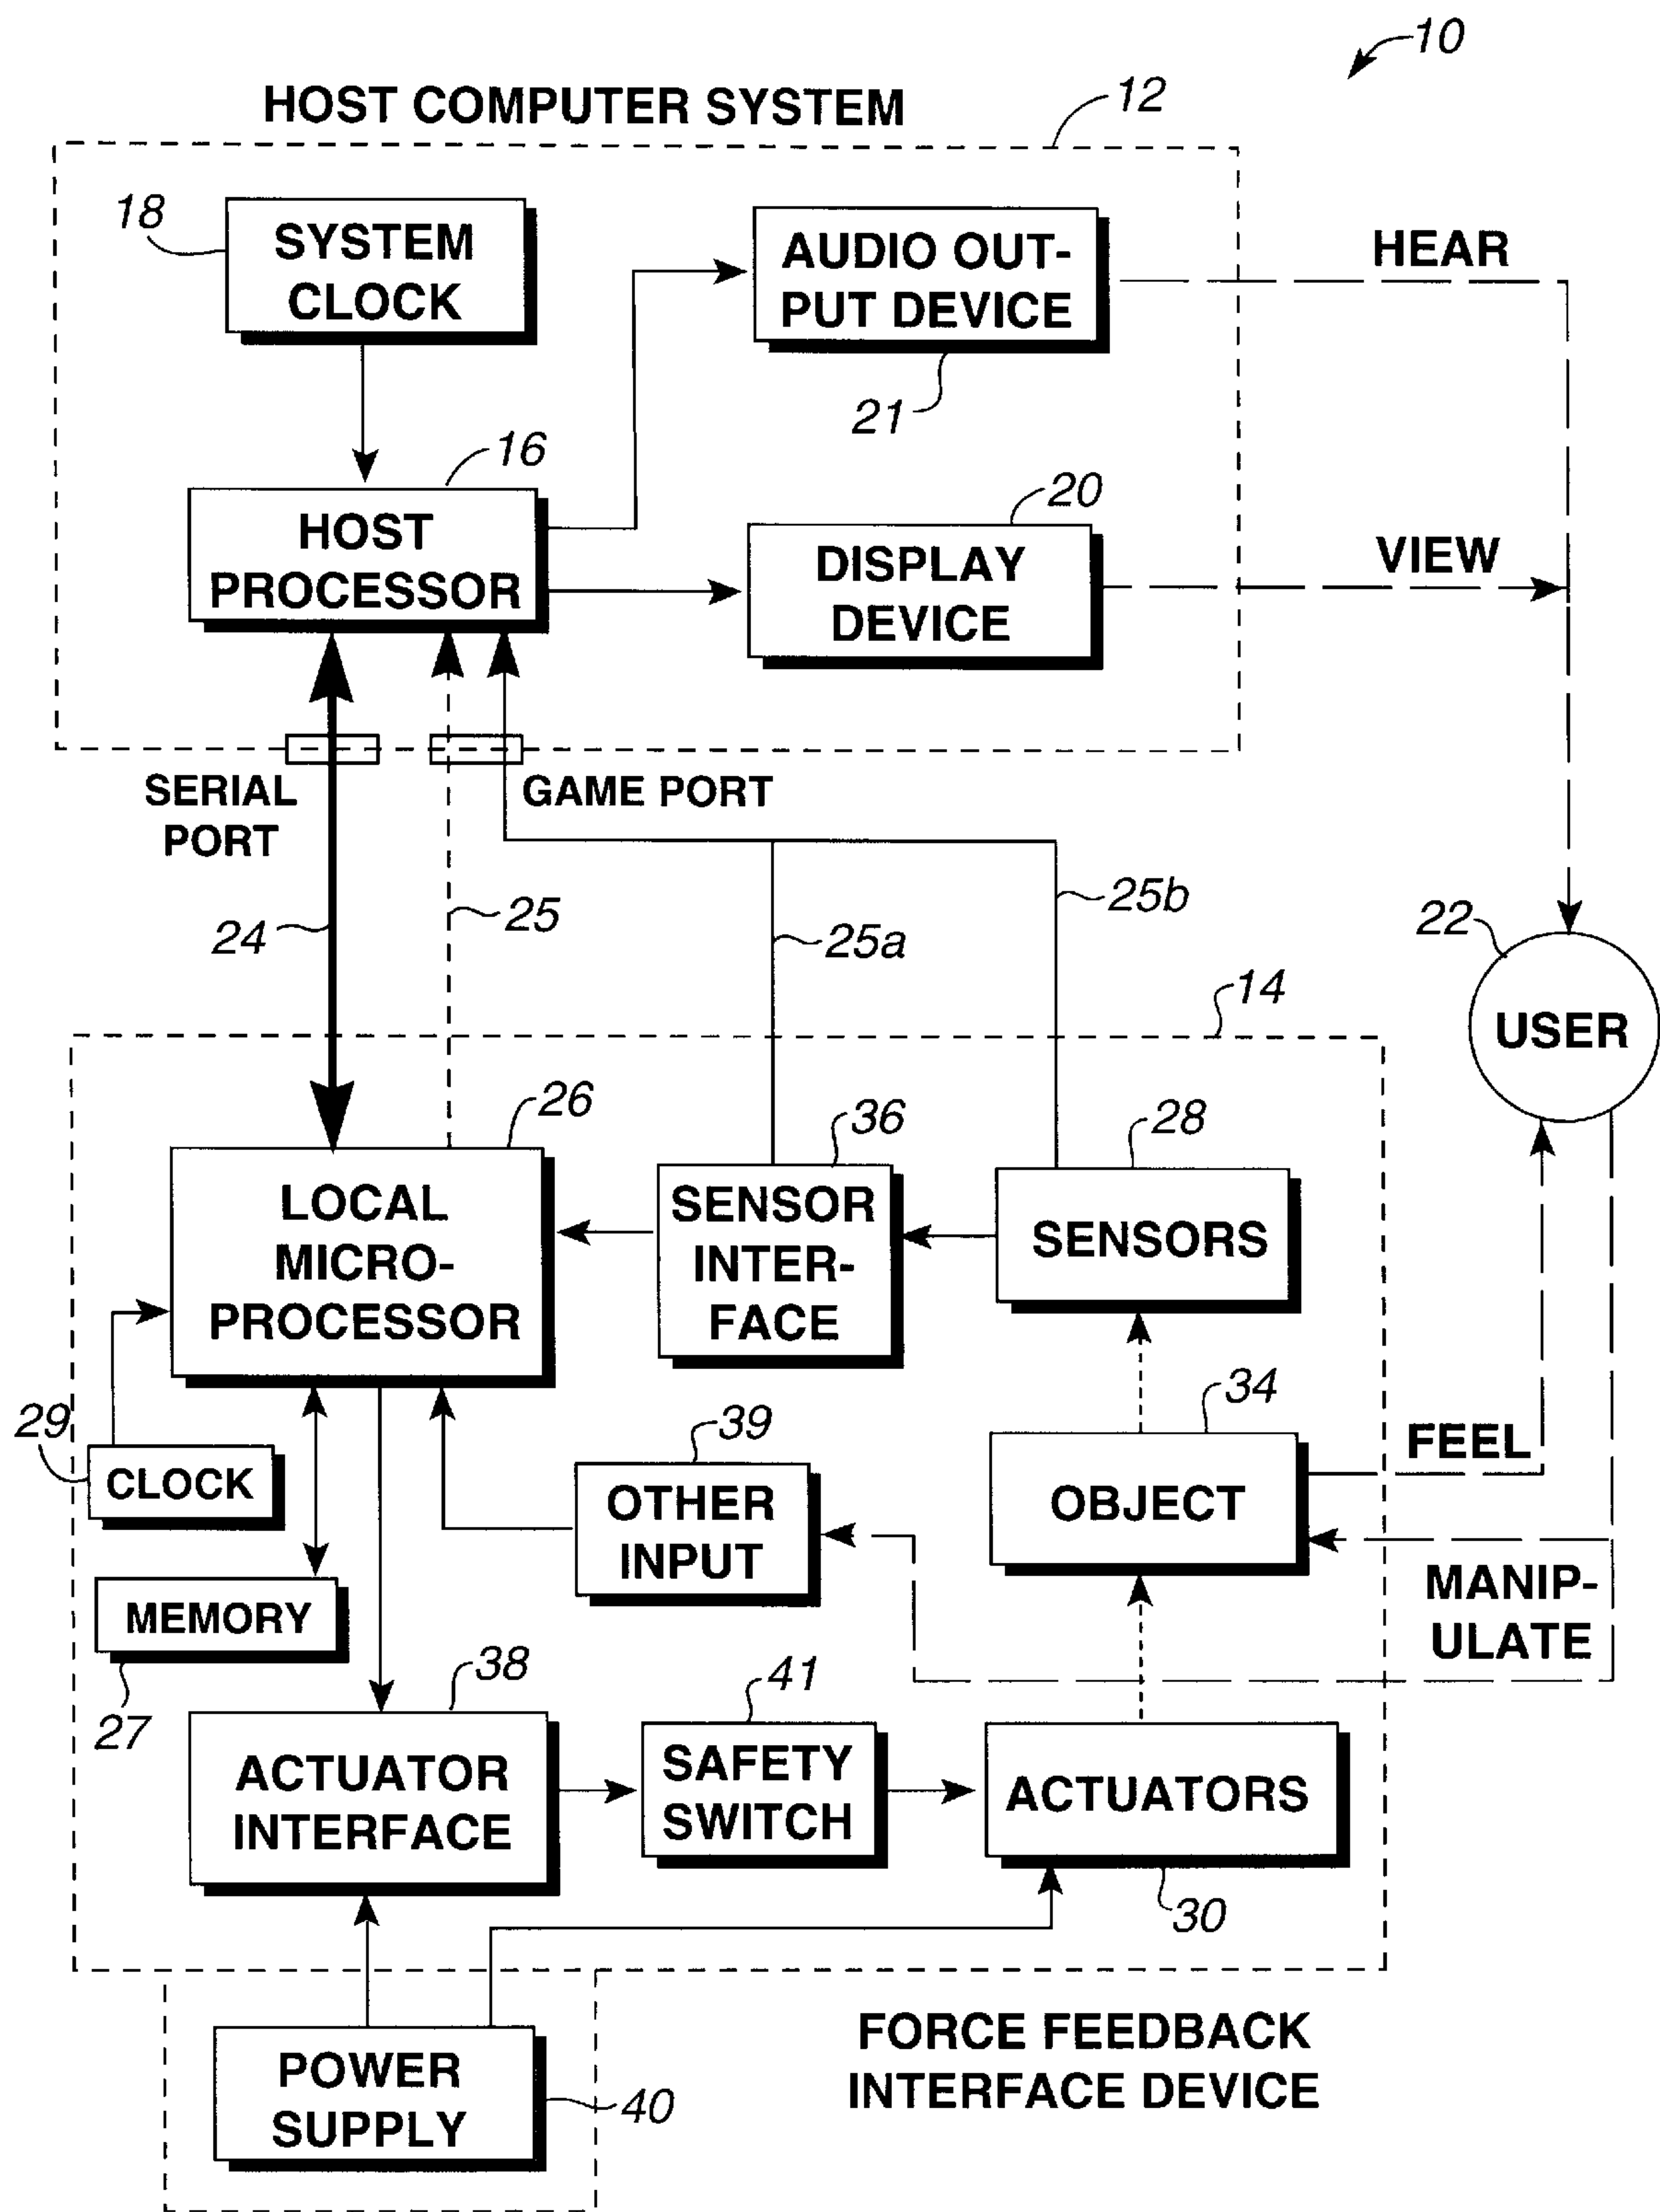 10
HOST COMPUTER SYSTEM
12
18
SYSTEM
CLOCK
AUDIO OUT-
PUT DEVICE
21
HEAR
16
HOST
PROCESSOR
20
DISPLAY
DEVICE
VIEW
SERIAL
PORT
GAME PORT
24
25
25a
25b
22
USER
14
26
LOCAL
MICRO-
PROCESSOR
36
SENSOR
INTER-
FACE
28
SENSORS
29
CLOCK
39
OTHER
INPUT
34
OBJECT
FEEL
MANIP-
ULATE
MEMORY
27
38
ACTUATOR
INTERFACE
41
SAFETY
SWITCH
ACTUATORS
30
POWER
SUPPLY
40
FORCE FEEDBACK
INTERFACE DEVICE